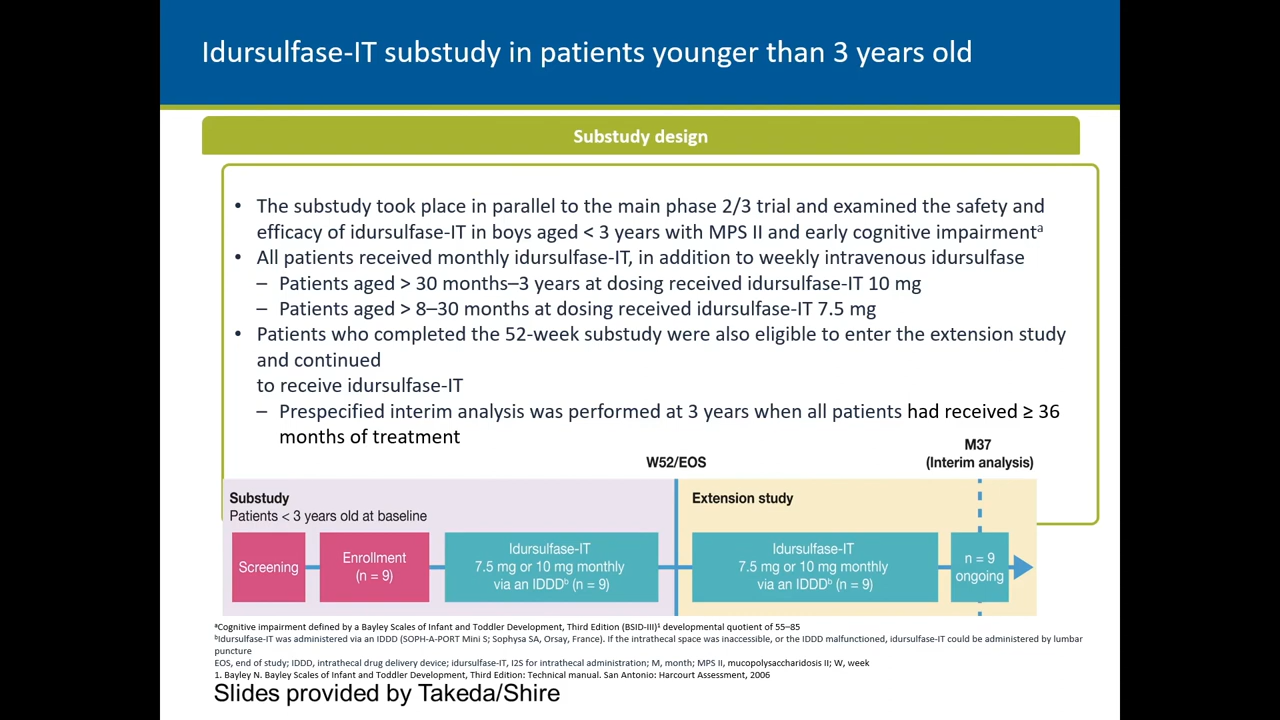 Idursulfase-IT substudy in patients younger than 3 years old
Substudy design
• The substudy took place in parallel to the main phase 2/3 trial and examined the safety and
efficacy of idursulfase-IT in boys aged < 3 years with MPS II and early cognitive impairmentᵃ
• All patients received monthly idursulfase-IT, in addition to weekly intravenous idursulfase
– Patients aged > 30 months–3 years at dosing received idursulfase-IT 10 mg
– Patients aged > 8–30 months at dosing received idursulfase-IT 7.5 mg
• Patients who completed the 52-week substudy were also eligible to enter the extension study
and continued
to receive idursulfase-IT
– Prespecified interim analysis was performed at 3 years when all patients had received ≥ 36
months of treatment
M37
(Interim analysis)
W52/EOS
Substudy
Patients < 3 years old at baseline
Extension study
Screening
Enrollment
(n = 9)
Idursulfase-IT
7.5 mg or 10 mg monthly
via an IDDDᵇ (n = 9)
Idursulfase-IT
7.5 mg or 10 mg monthly
via an IDDDᵇ (n = 9)
n = 9
ongoing
ᵃCognitive impairment defined by a Bayley Scales of Infant and Toddler Development, Third Edition (BSID-III)¹ developmental quotient of 55–85
ᵇIdursulfase-IT was administered via an IDDD (SOPH-A-PORT Mini S; Sophysa SA, Orsay, France). If the intrathecal space was inaccessible, or the IDDD malfunctioned, idursulfase-IT could be administered by lumbar
puncture
EOS, end of study; IDDD, intrathecal drug delivery device; idursulfase-IT, I2S for intrathecal administration; M, month; MPS II, mucopolysaccharidosis II; W, week
1. Bayley N. Bayley Scales of Infant and Toddler Development, Third Edition: Technical manual. San Antonio: Harcourt Assessment, 2006
Slides provided by Takeda/Shire